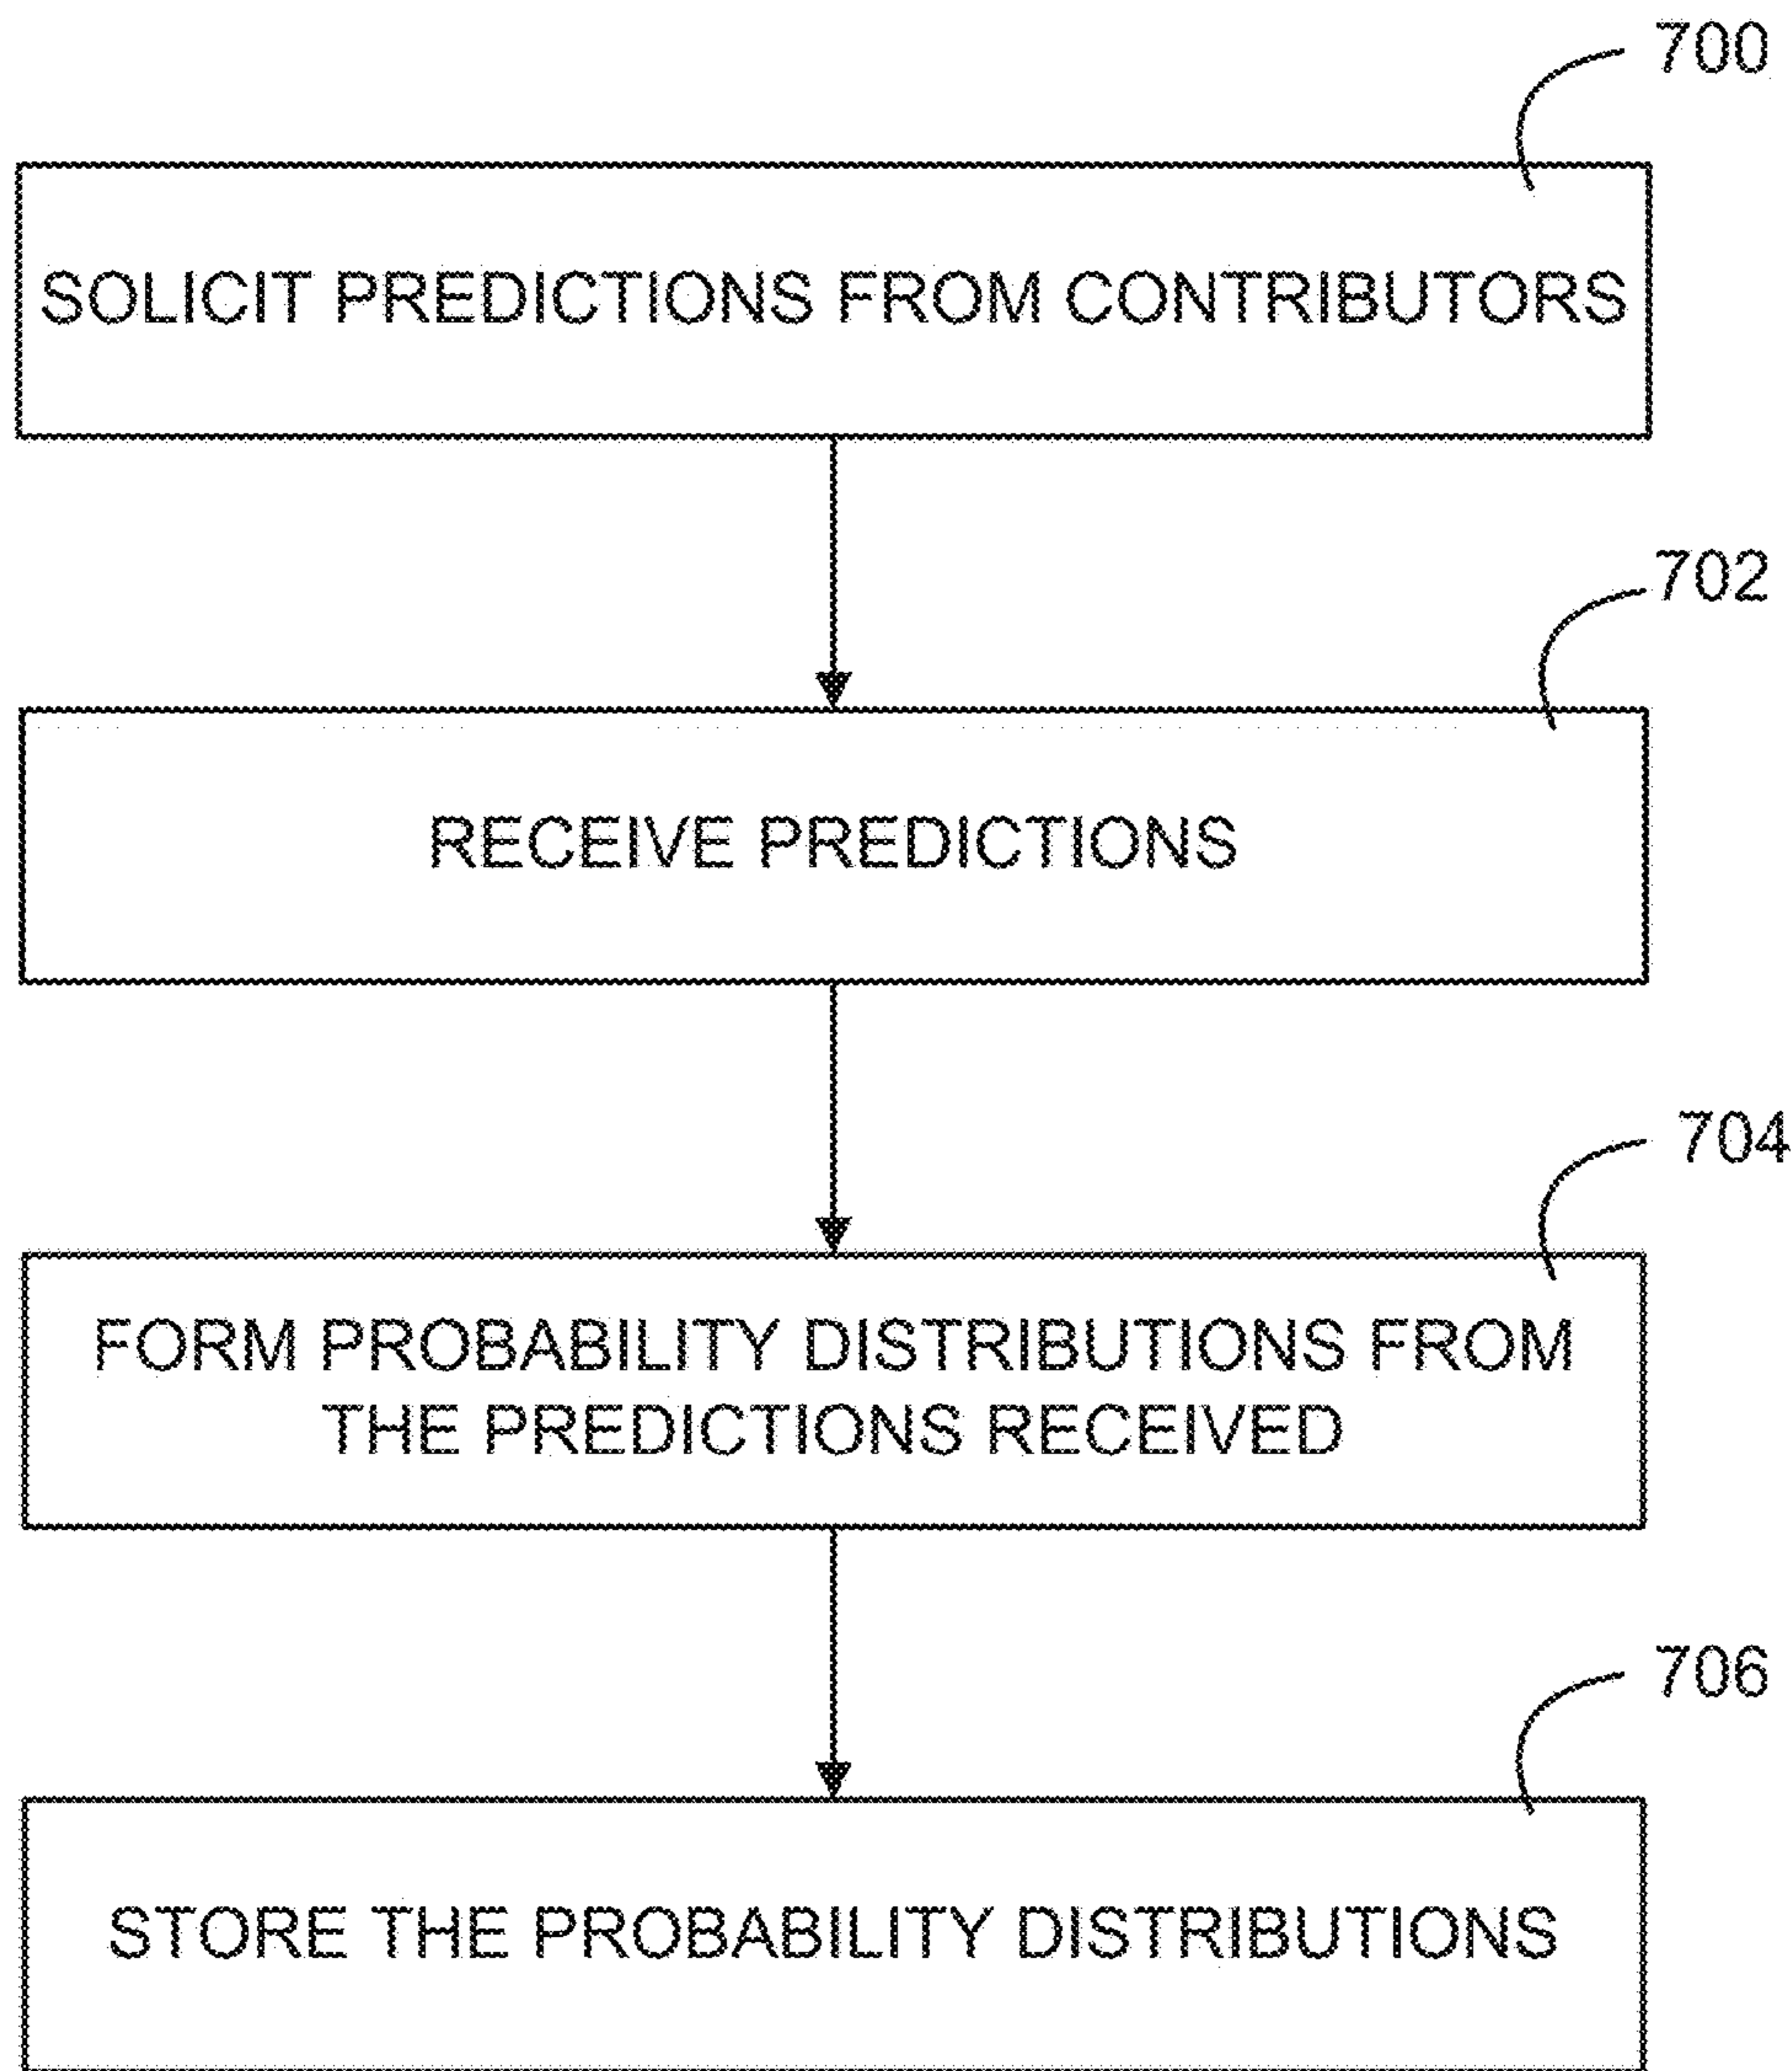 700
SOLICIT PREDICTIONS FROM CONTRIBUTORS
702
RECEIVE PREDICTIONS
704
FORM PROBABILITY DISTRIBUTIONS FROM
THE PREDICTIONS RECEIVED
706
STORE THE PROBABILITY DISTRIBUTIONS